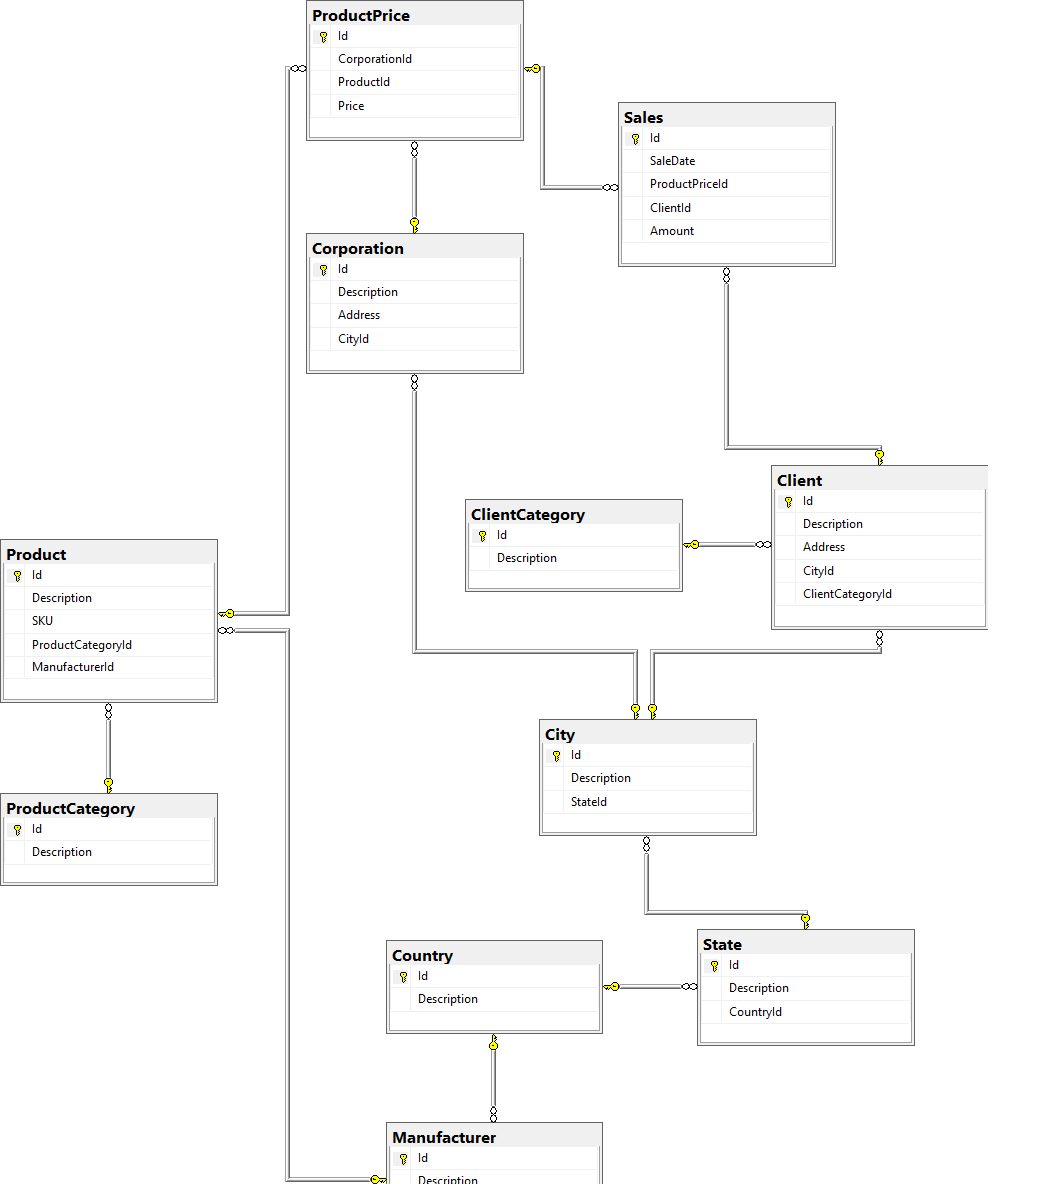 ProductPrice
Id
CorporationId
ProductId
Price
Sales
Id
SaleDate
ProductPriceId
ClientId
Amount
Corporation
Id
Description
Address
CityId
Client
Id
Description
Address
CityId
ClientCategoryId
ClientCategory
Id
Description
Product
Id
Description
SKU
ProductCategoryId
ManufacturerId
City
Id
Description
StateId
ProductCategory
Id
Description
State
Id
Description
CountryId
Country
Id
Description
Manufacturer
Id
Description